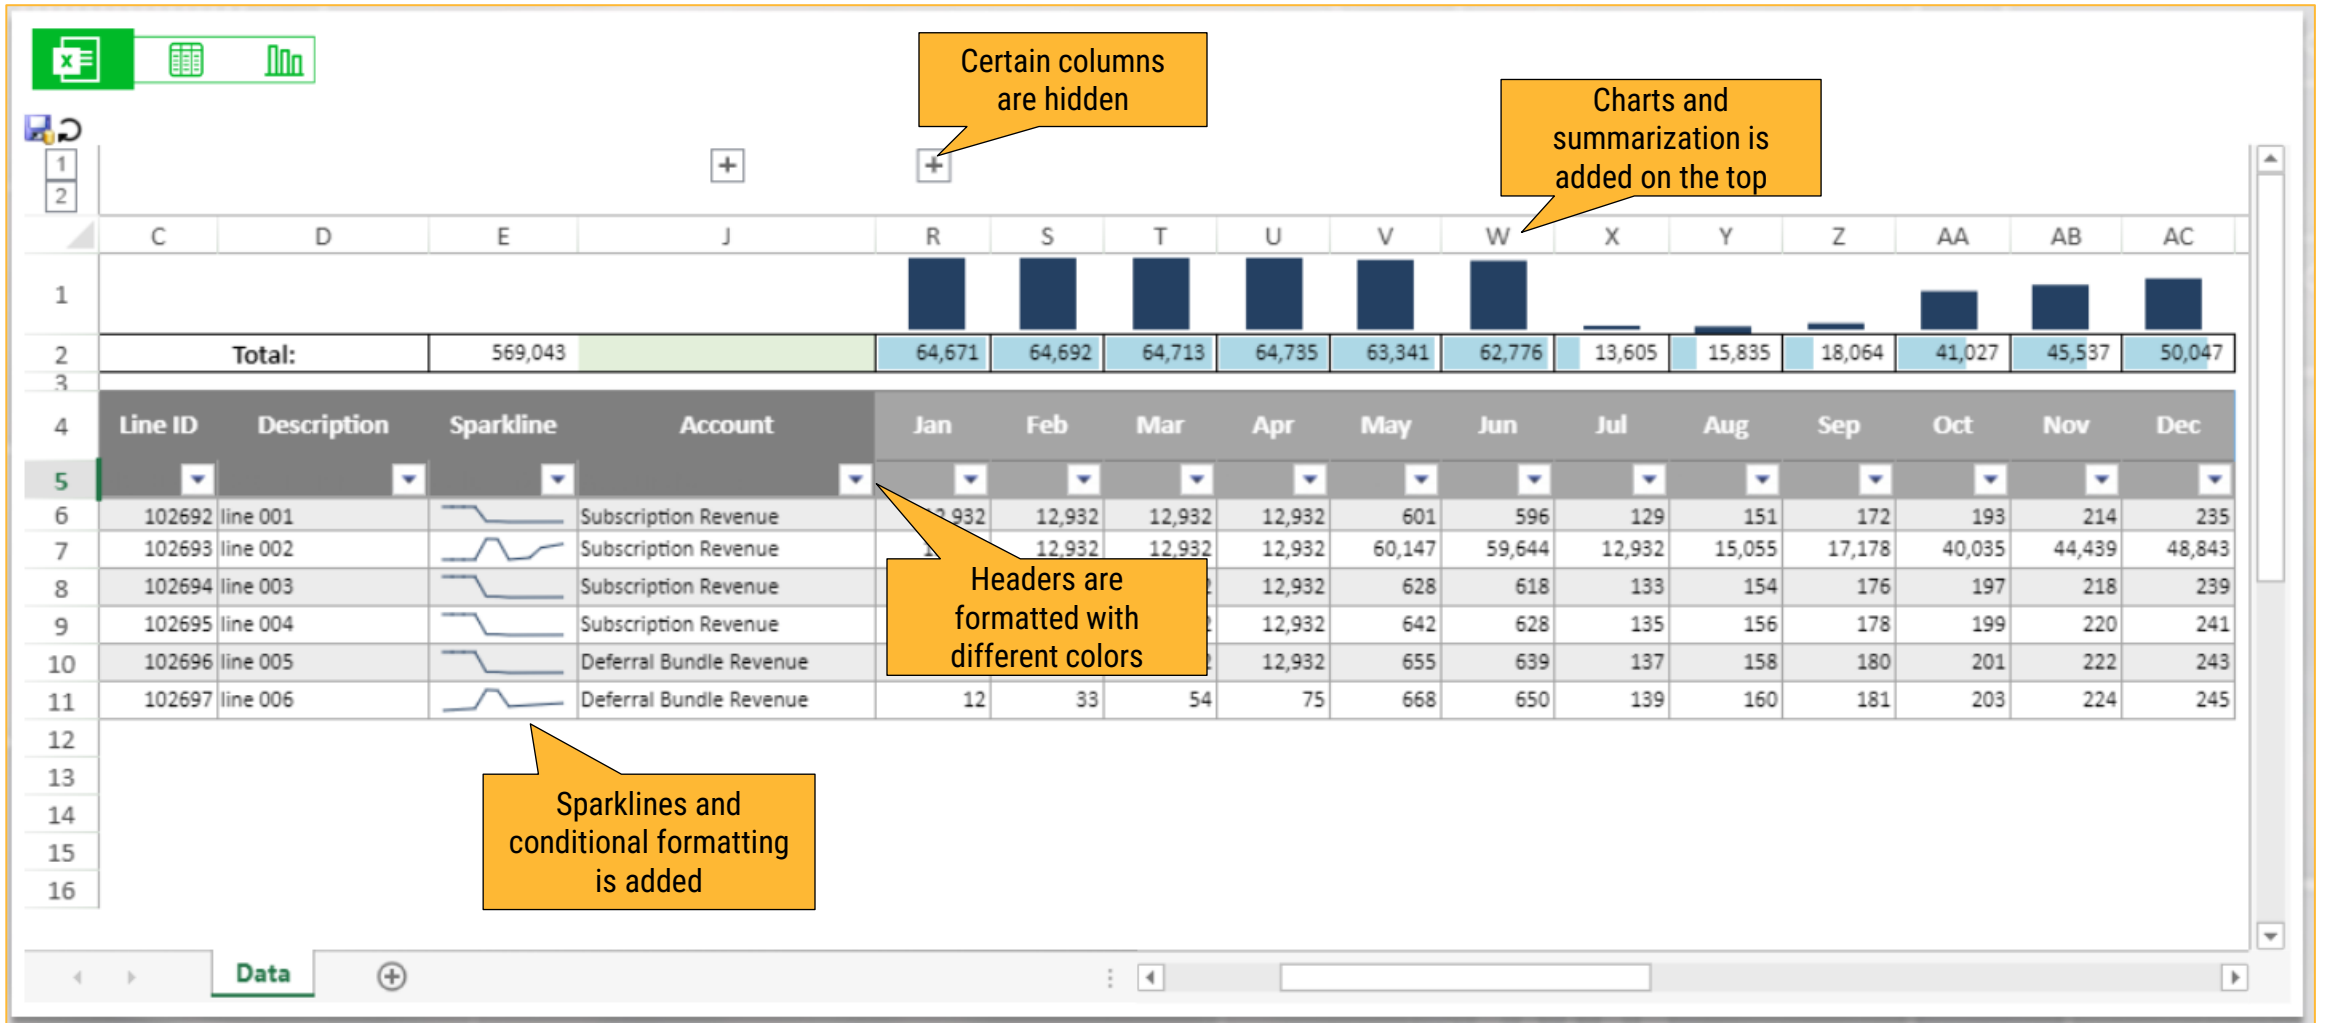 Certain columns
are hidden
Charts and
summarization is
added on the top
1
2
C D E J R S T U V W X Y Z AA AB AC
1
2 Total: 569,043 64,671 64,692 64,713 64,735 63,341 62,776 13,605 15,835 18,064 41,027 45,537 50,047
3
4 Line ID Description Sparkline Account Jan Feb Mar Apr May Jun Jul Aug Sep Oct Nov Dec
5
6 102692 line 001 Subscription Revenue 12,932 12,932 12,932 12,932 601 596 129 151 172 193 214 235
7 102693 line 002 Subscription Revenue 12,932 12,932 12,932 60,147 59,644 12,932 15,055 17,178 40,035 44,439 48,843
8 102694 line 003 Subscription Revenue 12,932 628 618 133 154 176 197 218 239
9 102695 line 004 Subscription Revenue 12,932 642 628 135 156 178 199 220 241
10 102696 line 005 Deferral Bundle Revenue 12,932 655 639 137 158 180 201 222 243
11 102697 line 006 Deferral Bundle Revenue 12 33 54 75 668 650 139 160 181 203 224 245
Headers are
formatted with
different colors
12
13
14
15
16
Sparklines and
conditional formatting
is added
Data